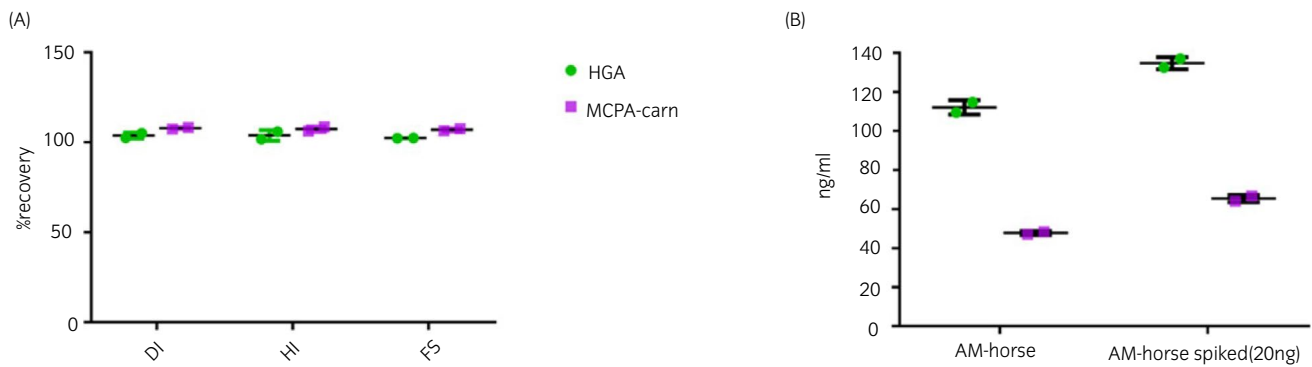 (A)
150
100
50
0
%recovery
DI
HI
FS
HGA
MCPA-carn
(B)
140
120
100
80
60
40
20
0
ng/ml
AM-horse
AM-horse spiked(20ng)